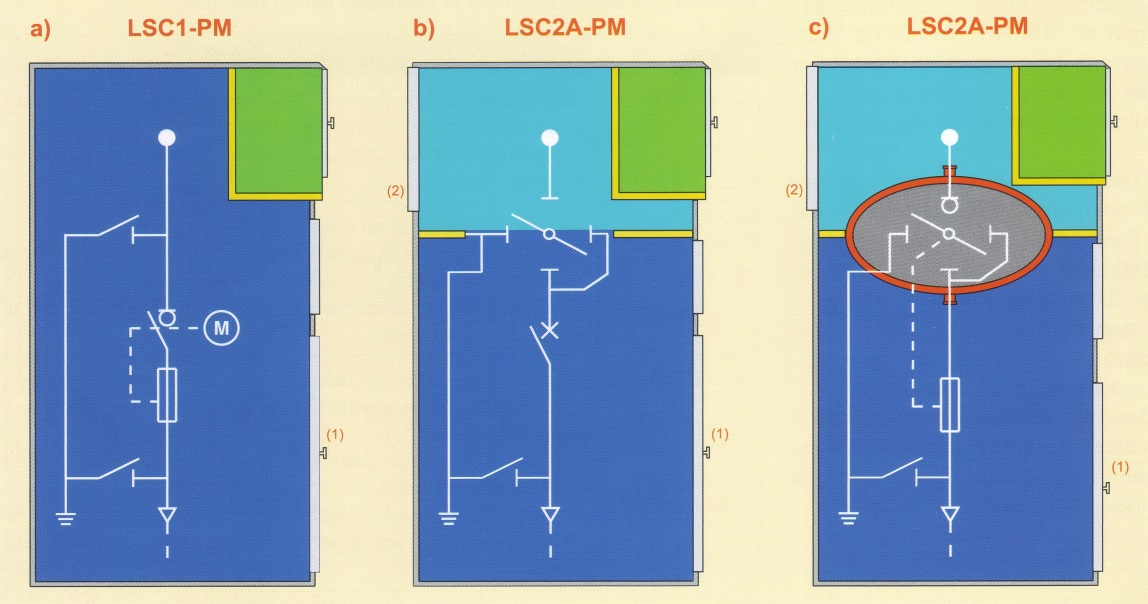 a) LSC1-PM
b) LSC2A-PM
c) LSC2A-PM
(2)
(2)
M
(1)
(1)
(1)